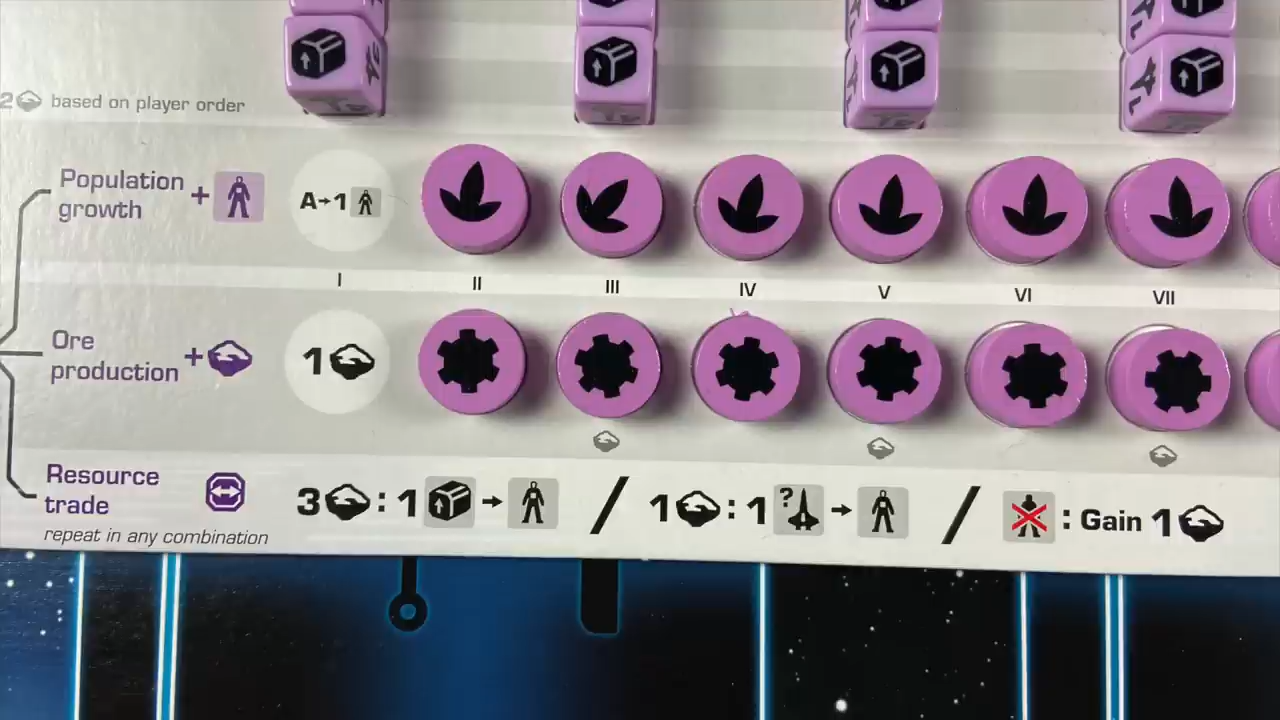 2 based on player order
Population
growth +
A→1
I II III IV V VI VII
Ore
production +
1
Resource
trade
repeat in any combination
3 : 1 → / 1 : 1 ? → / : Gain 1